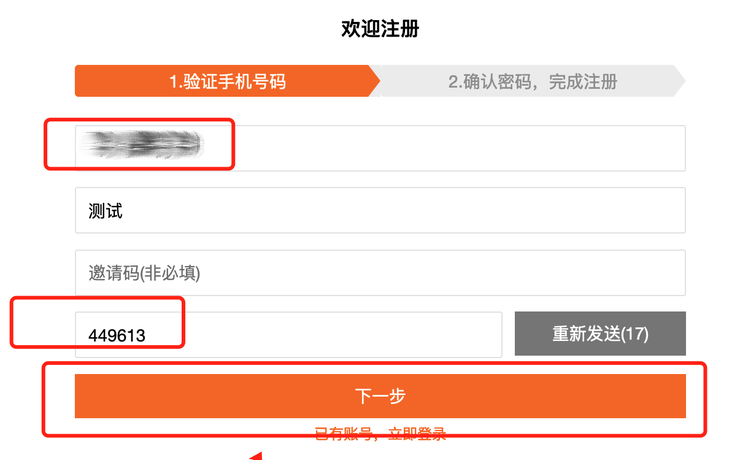 欢迎注册
1.验证手机号码
2.确认密码，完成注册
测试
邀请码(非必填)
449613
重新发送(17)
下一步
已有账号，立即登录